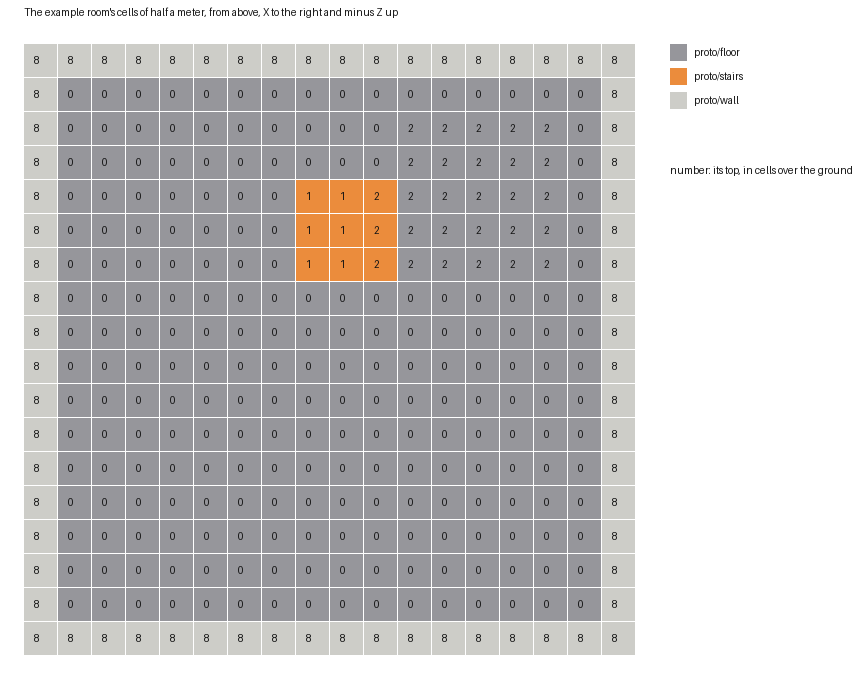 The example room's cells of half a meter, from above, X to the right and minus Z up
8 8 8 8 8 8 8 8 8 8 8 8 8 8 8 8 8 8
proto/floor
8 0 0 0 0 0 0 0 0 0 0 0 0 0 0 0 0 8
proto/stairs
8 0 0 0 0 0 0 0 0 0 0 2 2 2 2 2 0 8
proto/wall
8 0 0 0 0 0 0 0 0 0 0 2 2 2 2 2 0 8
number: its top, in cells over the ground
8 0 0 0 0 0 0 0 1 1 2 2 2 2 2 2 0 8
8 0 0 0 0 0 0 0 1 1 2 2 2 2 2 2 0 8
8 0 0 0 0 0 0 0 1 1 2 2 2 2 2 2 0 8
8 0 0 0 0 0 0 0 0 0 0 0 0 0 0 0 0 8
8 0 0 0 0 0 0 0 0 0 0 0 0 0 0 0 0 8
8 0 0 0 0 0 0 0 0 0 0 0 0 0 0 0 0 8
8 0 0 0 0 0 0 0 0 0 0 0 0 0 0 0 0 8
8 0 0 0 0 0 0 0 0 0 0 0 0 0 0 0 0 8
8 0 0 0 0 0 0 0 0 0 0 0 0 0 0 0 0 8
8 0 0 0 0 0 0 0 0 0 0 0 0 0 0 0 0 8
8 0 0 0 0 0 0 0 0 0 0 0 0 0 0 0 0 8
8 0 0 0 0 0 0 0 0 0 0 0 0 0 0 0 0 8
8 0 0 0 0 0 0 0 0 0 0 0 0 0 0 0 0 8
8 8 8 8 8 8 8 8 8 8 8 8 8 8 8 8 8 8